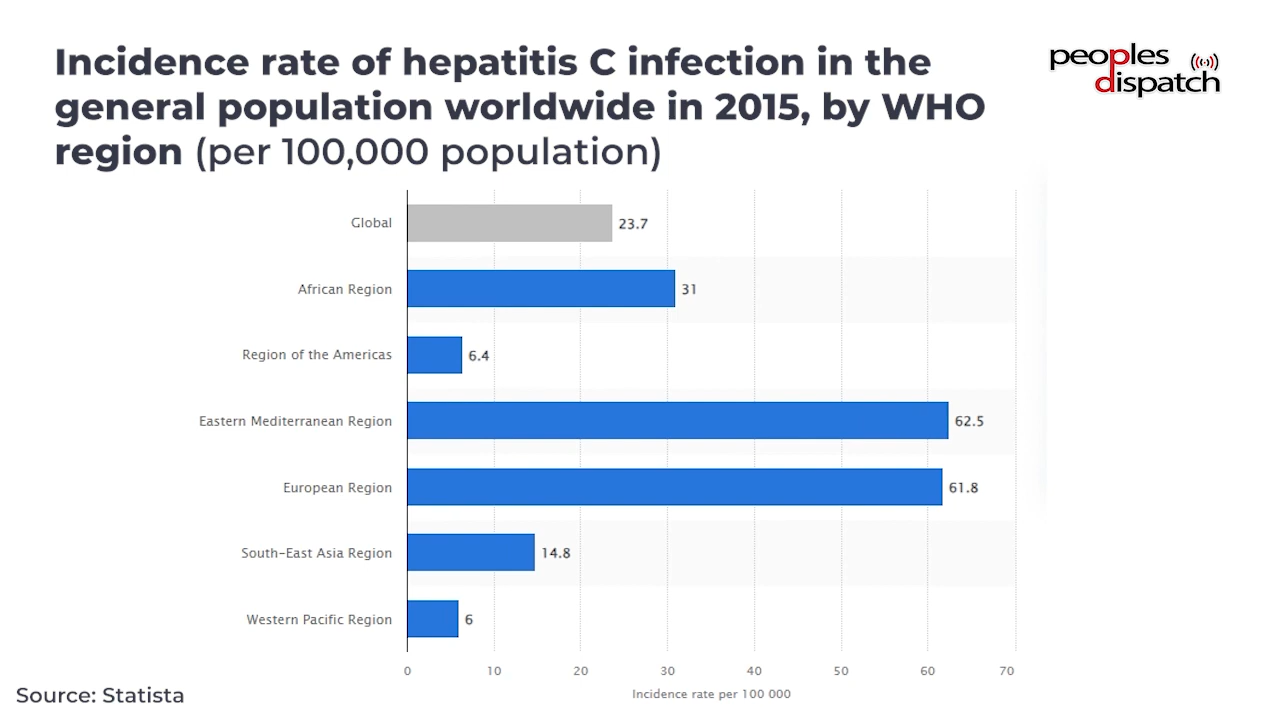 Incidence rate of hepatitis C infection in the
general population worldwide in 2015, by WHO
region (per 100,000 population)
peoples
dispatch
Global 23.7
African Region 31
Region of the Americas 6.4
Eastern Mediterranean Region 62.5
European Region 61.8
South-East Asia Region 14.8
Western Pacific Region 6
0 10 20 30 40 50 60 70
Incidence rate per 100 000
Source: Statista